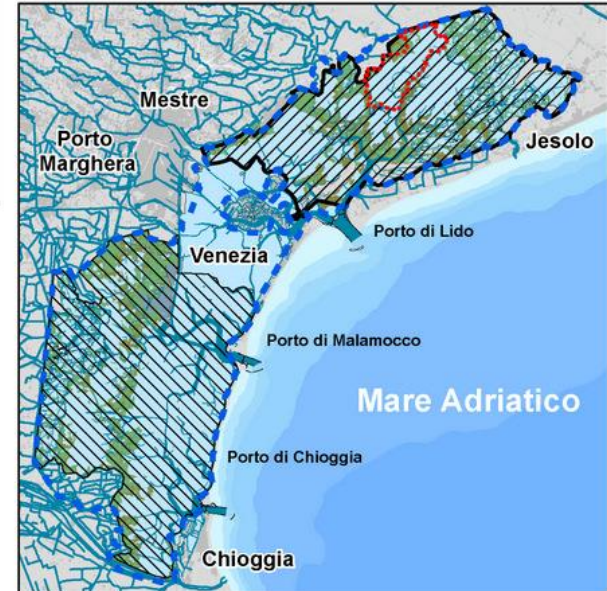 Mestre
Porto
Marghera
Jesolo
Porto di Lido
Venezia
Porto di Malamocco
Mare Adriatico
Porto di Chioggia
Chioggia